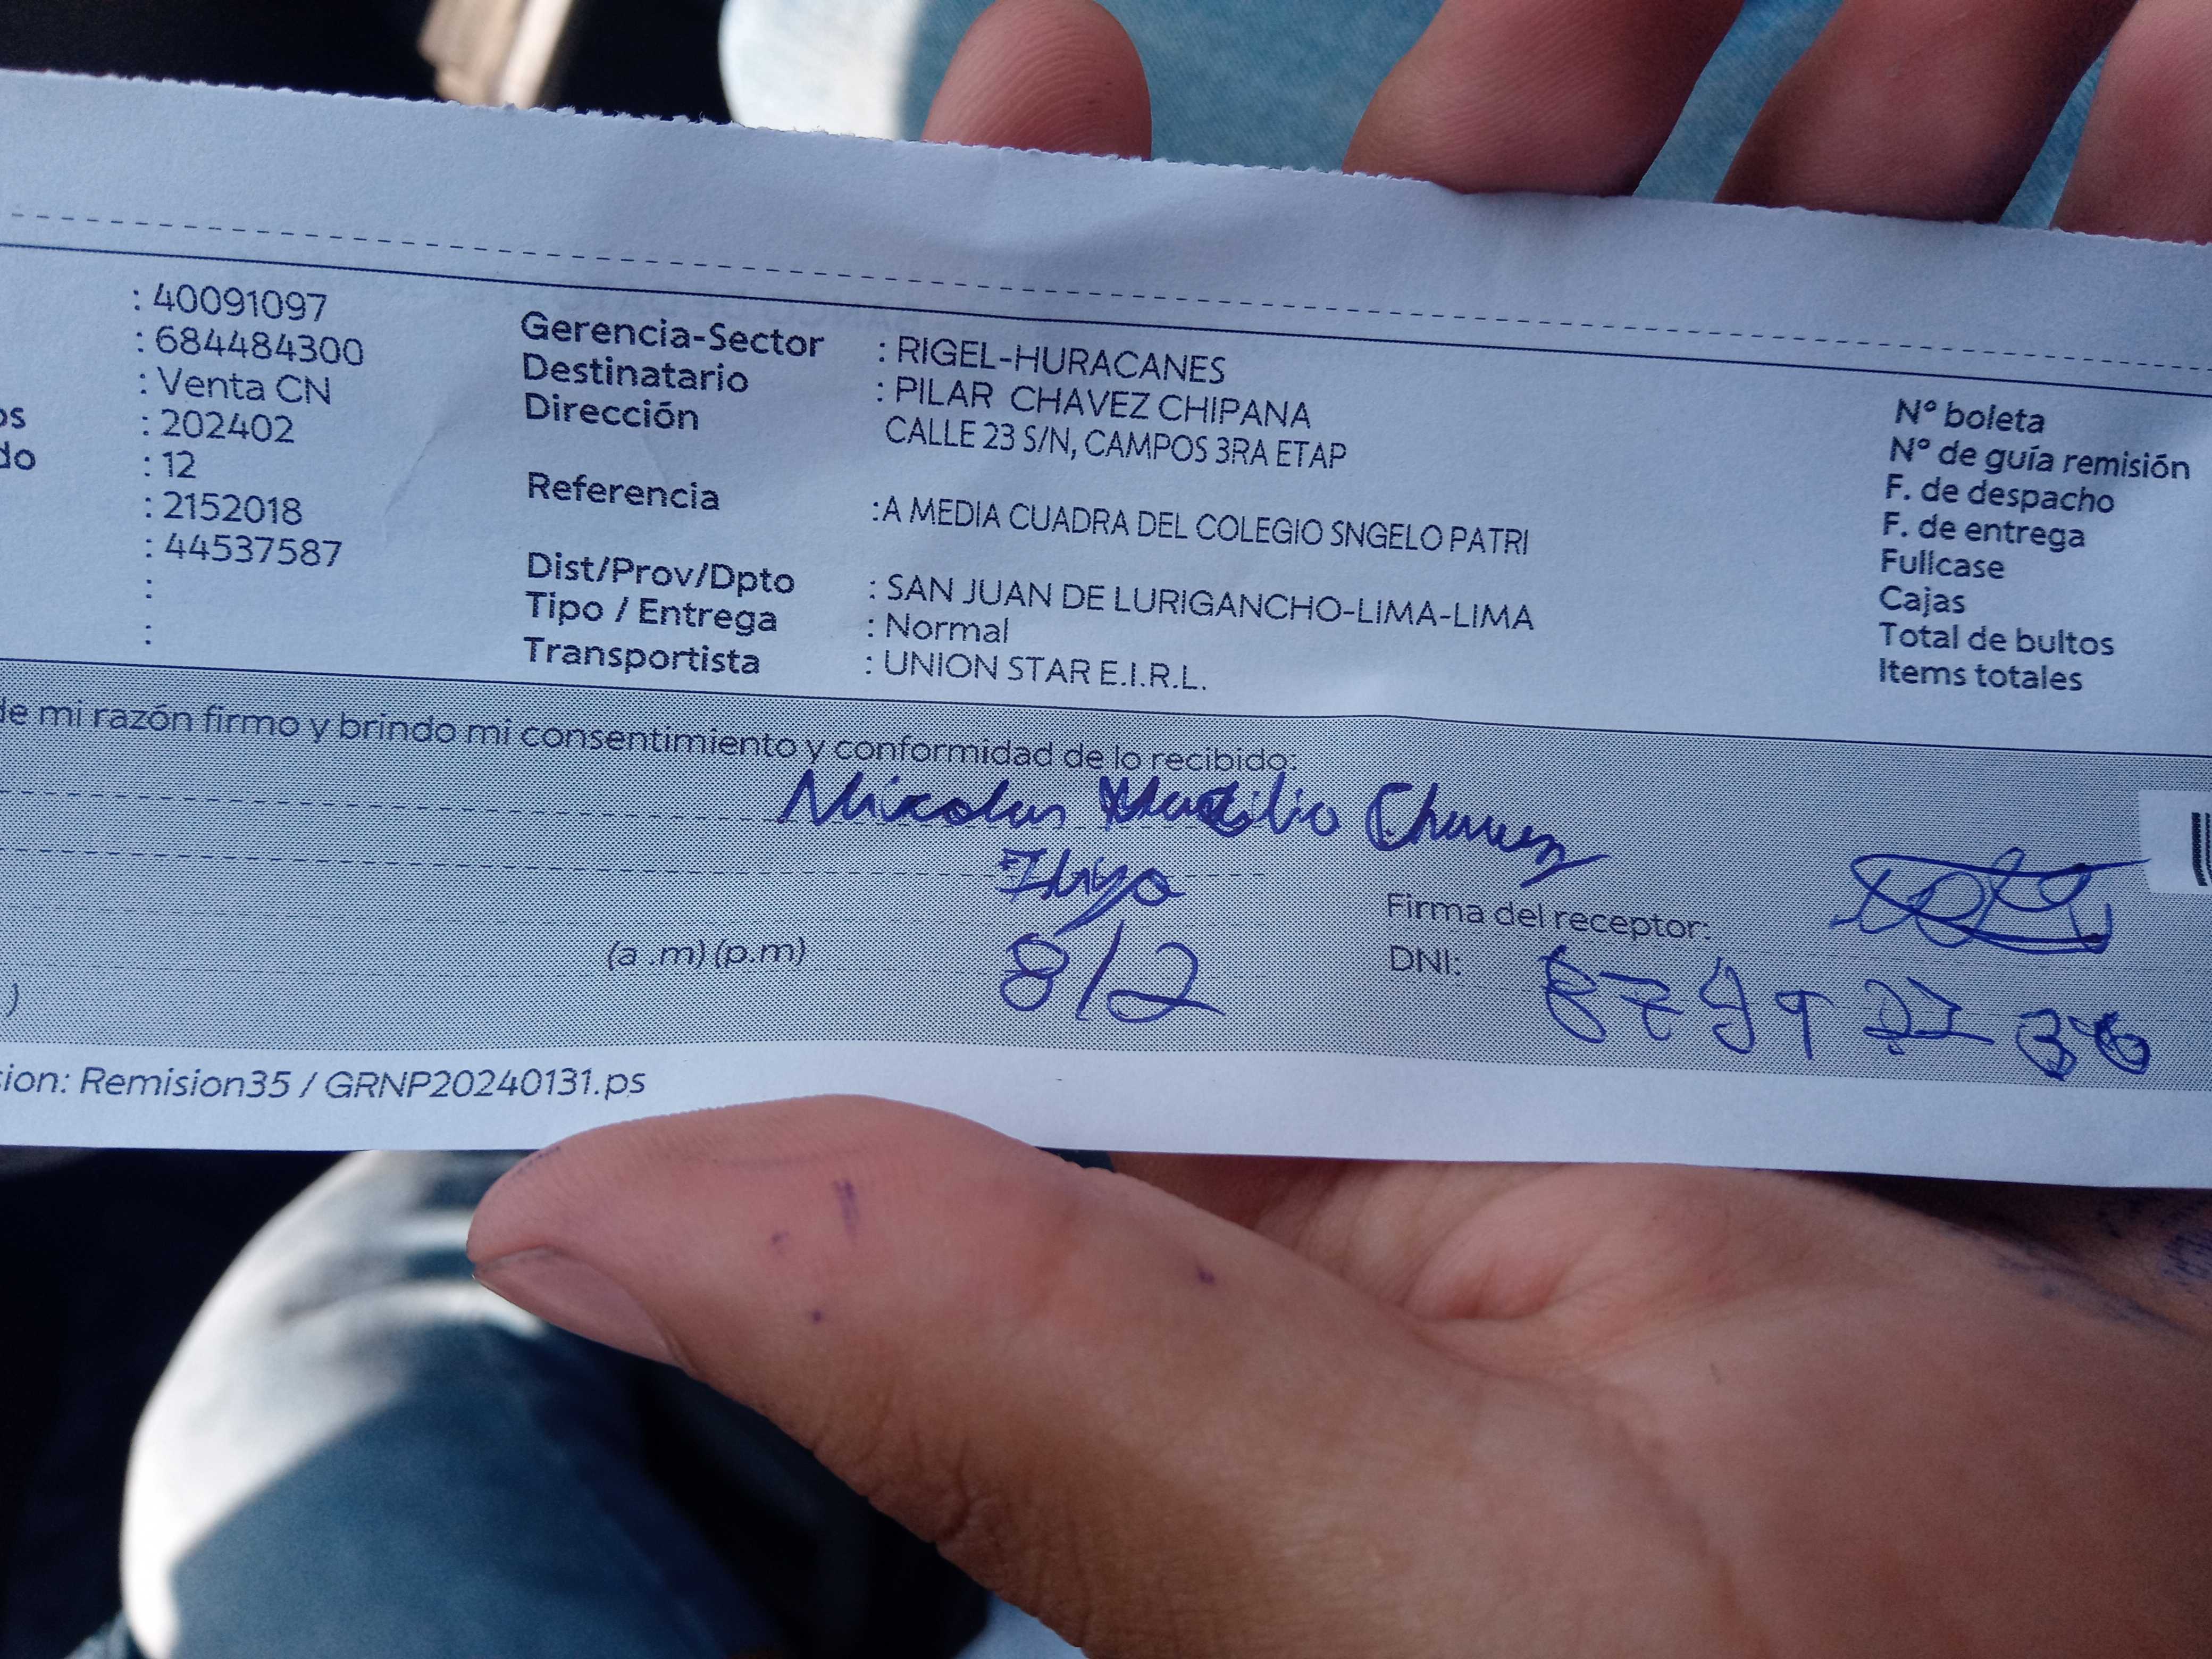 : 40091097
: 684484300
: Venta CN
os : 202402
do : 12
: 2152018
: 44537587
:
:
Gerencia-Sector : RIGEL-HURACANES
Destinatario : PILAR CHAVEZ CHIPANA
Dirección CALLE 23 S/N, CAMPOS 3RA ETAP
Referencia :A MEDIA CUADRA DEL COLEGIO SNGELO PATRI
Dist/Prov/Dpto : SAN JUAN DE LURIGANCHO-LIMA-LIMA
Tipo / Entrega : Normal
Transportista : UNION STAR E.I.R.L.
Nº boleta
Nº de guía remisión
F. de despacho
F. de entrega
Fullcase
Cajas
Total de bultos
Items totales
de mi razón firmo y brindo mi consentimiento y conformidad de lo recibido:
Nicolas Chavez
Firma del receptor:
(a .m) (p.m) 8/2
DNI:
)
sion: Remision35 / GRNP20240131.ps